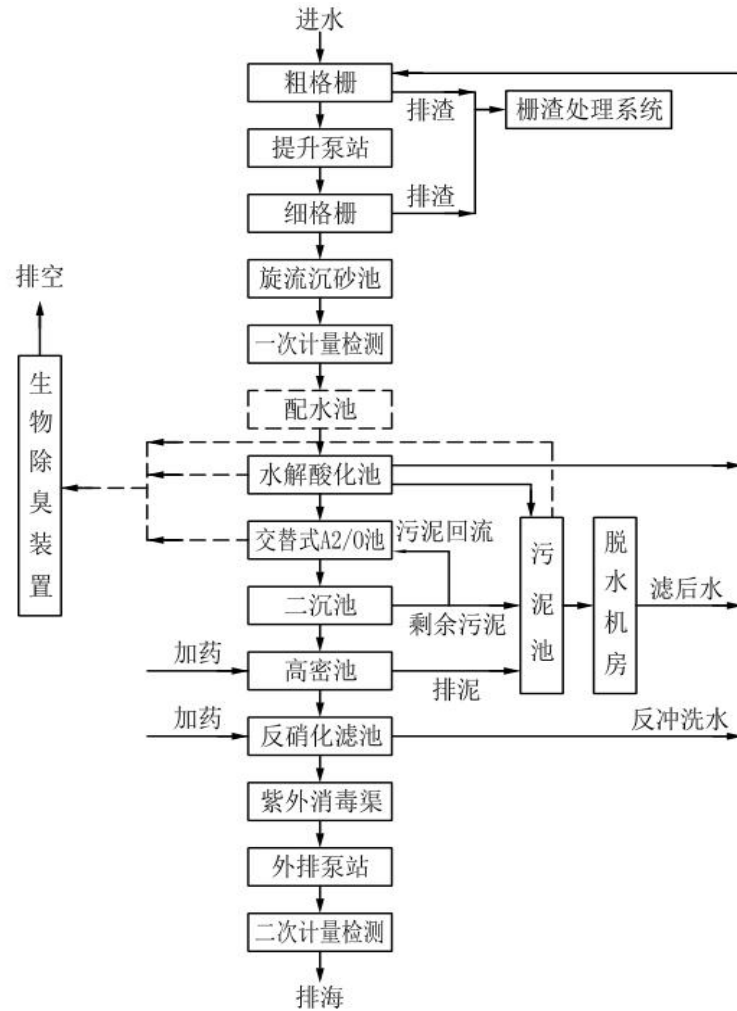 进水
粗格栅
排渣
栅渣处理系统
提升泵站
细格栅
排渣
旋流沉砂池
排空
一次计量检测
生物除臭装置
配水池
水解酸化池
交替式A2/O池
污泥回流
污泥池
脱水机房
滤后水
二沉池
剩余污泥
加药
高密池
排泥
加药
反硝化滤池
反冲洗水
紫外消毒渠
外排泵站
二次计量检测
排海